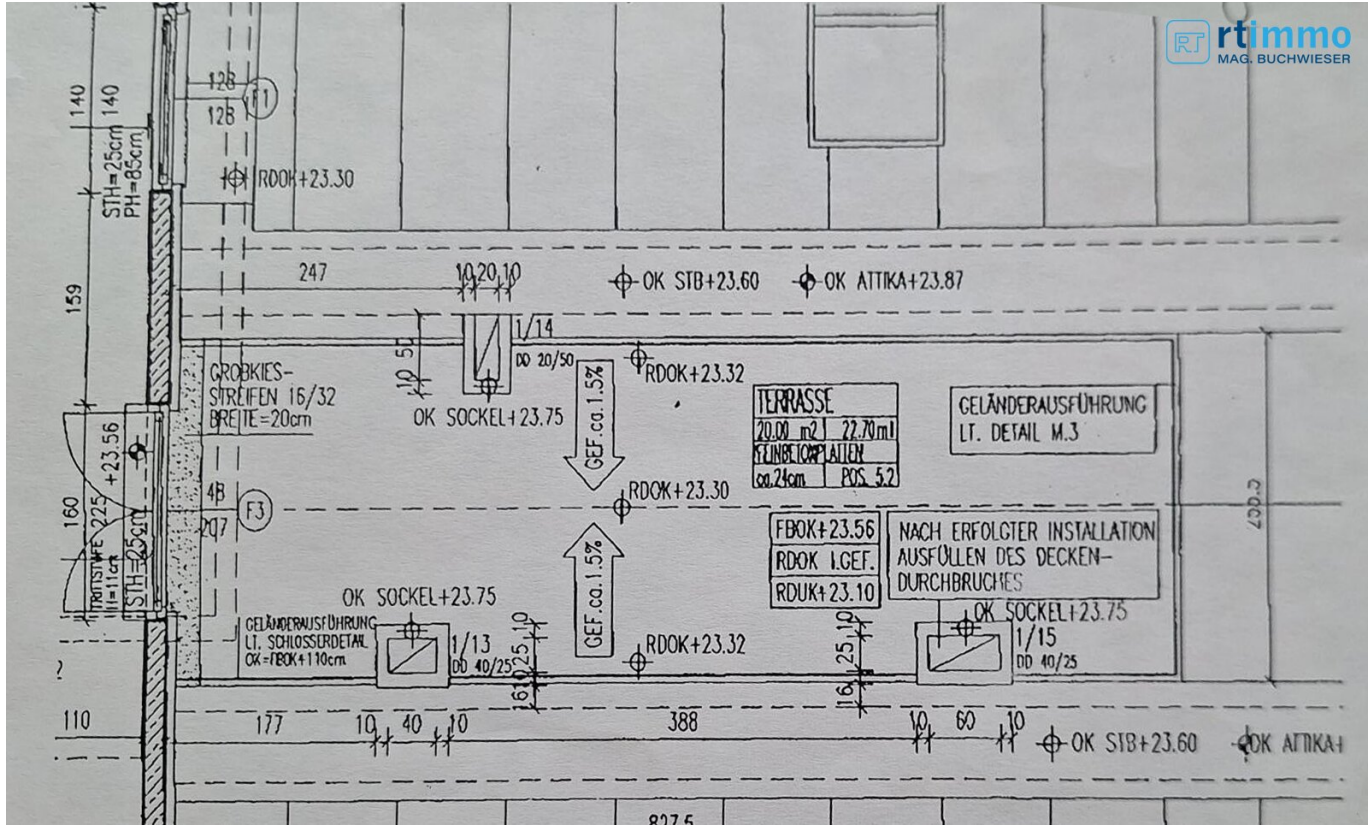 RT rtimmo
MAG. BUCHWIESER
140
140
STH=25cm
PH=85cm
128
128
F1
RDOK+23.30
159
247
10 20 10
OK STB+23.60
OK ATTIKA+23.87
GROBKIES-
STREIFEN 16/32
BREITE=20cm
10
1/14
DD 20/50
OK SOCKEL+23.75
GEF.ca.1.5%
RDOK+23.32
TERRASSE
20.00 m2 22.70ml
FEINBETONPLATTEN
ca.24cm POS. 5.2
GELÄNDERAUSFÜHRUNG
LT. DETAIL M.3
+23.56
160
225
STH=25cm
48
207
F3
RDOK+23.30
FBOK+23.56
RDOK I.GEF.
RDUK+23.10
NACH ERFOLGTER INSTALLATION
AUSFÜLLEN DES DECKEN-
DURCHBRUCHES
GEF.ca.1.5%
OK SOCKEL+23.75
GELÄNDERAUSFÜHRUNG
LT. SCHLOSSERDETAIL
OK=FBOK+110cm
1/13
DD 40/25
16 10 25 10
RDOK+23.32
16 25 10
OK SOCKEL+23.75
1/15
DD 40/25
110
177
10 40 10
388
10 60 10
OK STB+23.60
OK ATTIKA+
827.5